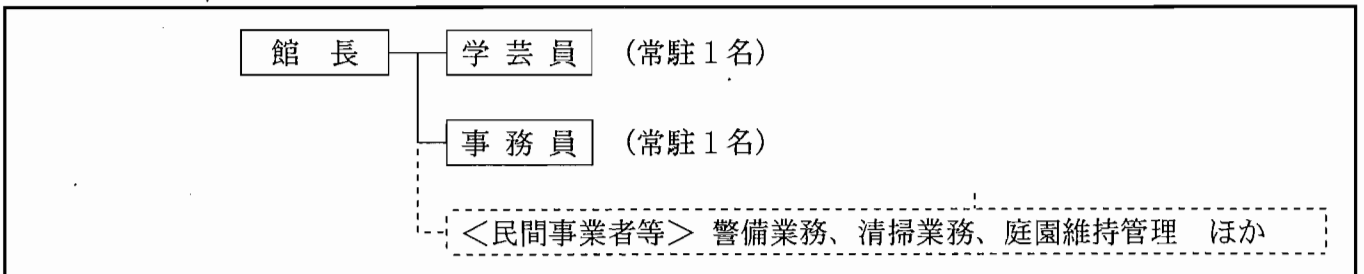 館 長 学 芸 員 (常駐1名)
事 務 員 (常駐1名)
<民間事業者等> 警備業務、清掃業務、庭園維持管理 ほか